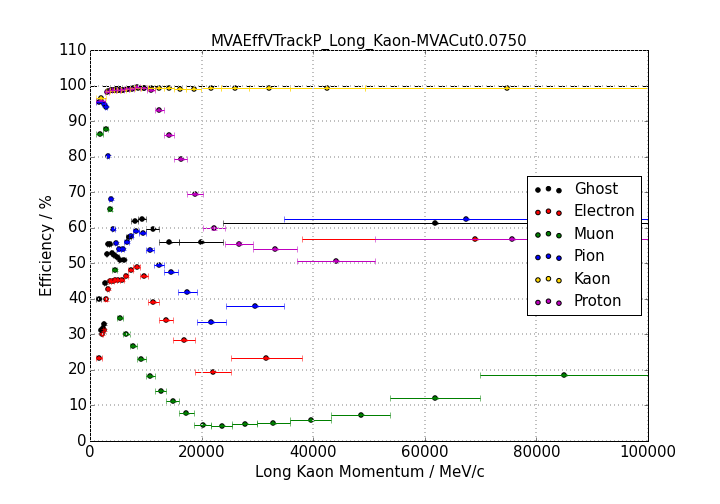 MVAEffVTrackP_Long_Kaon-MVACut0.0750
110
100
90
80
70
60
50
40
30
20
10
0
Efficiency / %
Ghost
Electron
Muon
Pion
Kaon
Proton
0 20000 40000 60000 80000 100000
Long Kaon Momentum / MeV/c